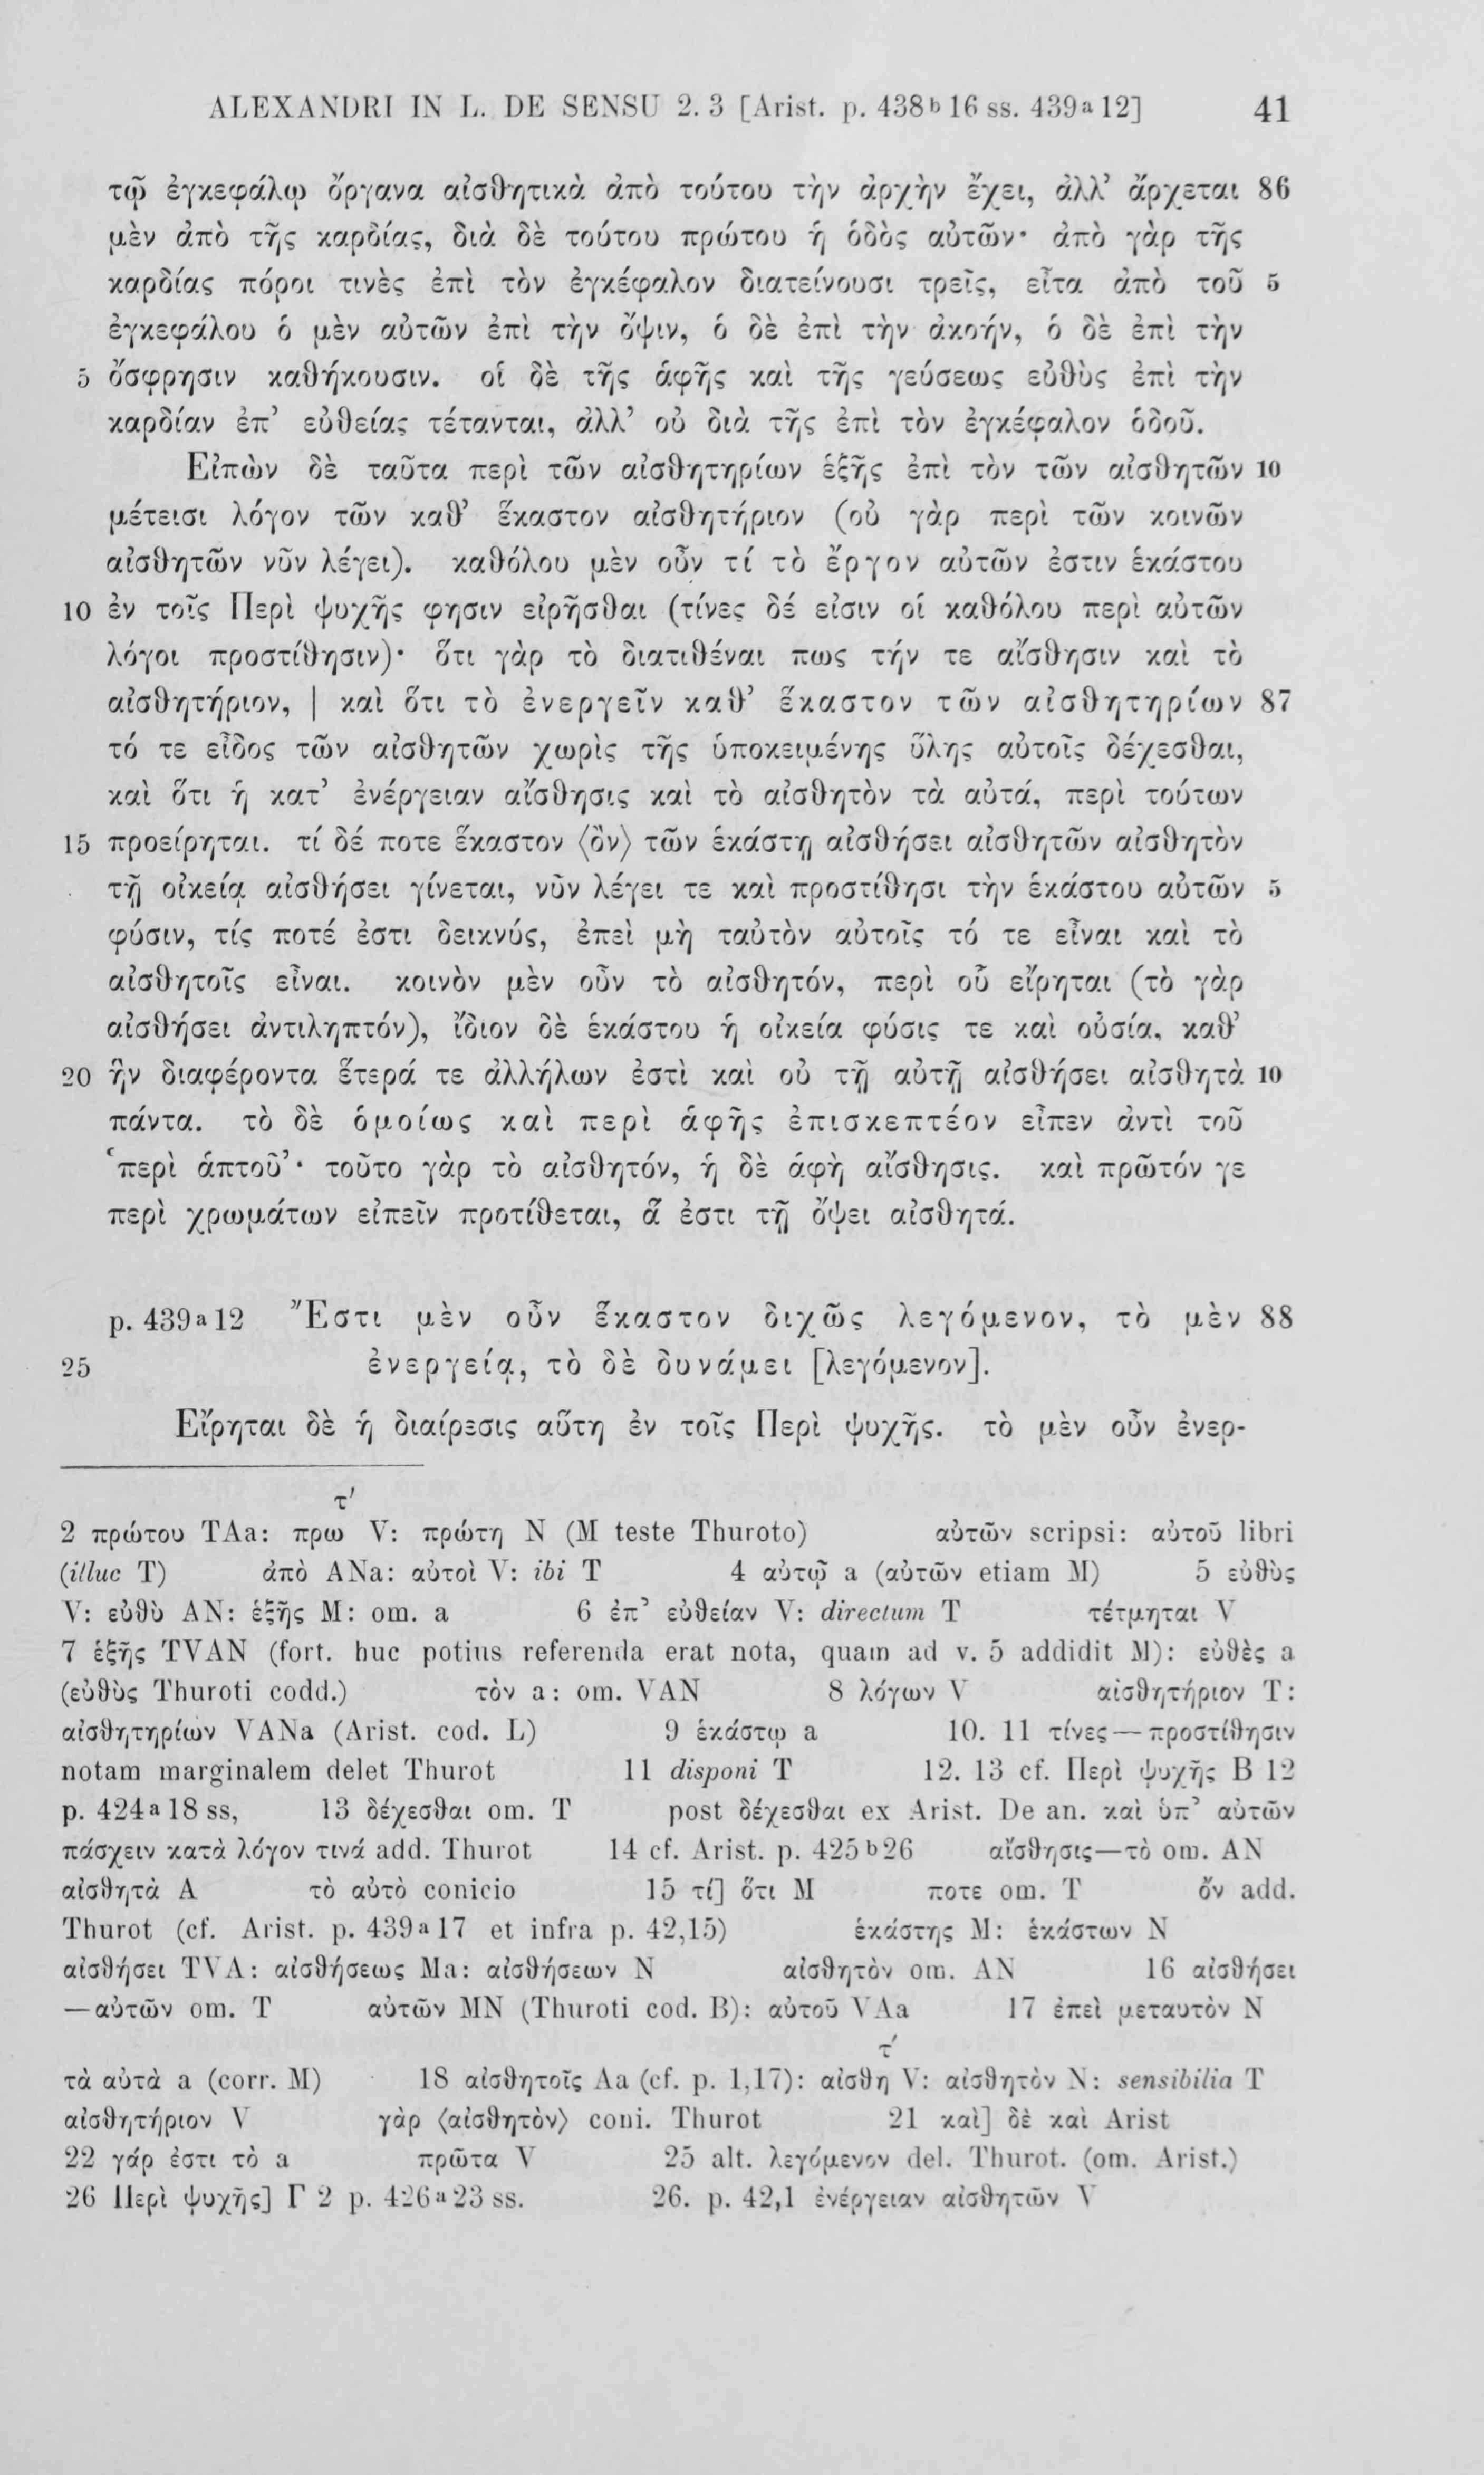 ALEXANDRI IN L. DE SENSU 2. 3 [Arist. p. 438ᵇ16 ss. 439ᵃ12] 41
τῷ ἐγκεφάλῳ ὄργανα αἰσθητικὰ ἀπὸ τούτου τὴν ἀρχὴν ἔχει, ἀλλ’ ἄρχεται 86
μὲν ἀπὸ τῆς καρδίας, διὰ δὲ τούτου πρώτου ἡ ὁδὸς αὐτῶν· ἀπὸ γὰρ τῆς
καρδίας πόροι τινὲς ἐπὶ τὸν ἐγκέφαλον διατείνουσι τρεῖς, εἶτα ἀπὸ τοῦ 5
ἐγκεφάλου ὁ μὲν αὐτῶν ἐπὶ τὴν ὄψιν, ὁ δὲ ἐπὶ τὴν ἀκοήν, ὁ δὲ ἐπὶ τὴν
5 ὄσφρησιν καθήκουσιν. οἱ δὲ τῆς ἁφῆς καὶ τῆς γεύσεως εὐθὺς ἐπὶ τὴν
καρδίαν ἐπ’ εὐθείας τέτανται, ἀλλ’ οὐ διὰ τῆς ἐπὶ τὸν ἐγκέφαλον ὁδοῦ.
Εἰπὼν δὲ ταῦτα περὶ τῶν αἰσθητηρίων ἑξῆς ἐπὶ τὸν τῶν αἰσθητῶν 10
μέτεισι λόγον τῶν καθ’ ἕκαστον αἰσθητήριον (οὐ γὰρ περὶ τῶν κοινῶν
αἰσθητῶν νῦν λέγει). καθόλου μὲν οὖν τί τὸ ἔργον αὐτῶν ἐστιν ἑκάστου
10 ἐν τοῖς Περὶ ψυχῆς φησιν εἰρῆσθαι (τίνες δέ εἰσιν οἱ καθόλου περὶ αὐτῶν
λόγοι προστίθησιν)· ὅτι γὰρ τὸ διατιθέναι πως τήν τε αἴσθησιν καὶ τὸ
αἰσθητήριον, | καὶ ὅτι τὸ ἐνεργεῖν καθ’ ἕκαστον τῶν αἰσθητηρίων 87
τό τε εἶδος τῶν αἰσθητῶν χωρὶς τῆς ὑποκειμένης ὕλης αὐτοῖς δέχεσθαι,
καὶ ὅτι ἡ κατ’ ἐνέργειαν αἴσθησις καὶ τὸ αἰσθητὸν τὰ αὐτά, περὶ τούτων
15 προείρηται. τί δέ ποτε ἕκαστον ⟨ὂν⟩ τῶν ἑκάστῃ αἰσθήσει αἰσθητῶν αἰσθητὸν
τῇ οἰκείᾳ αἰσθήσει γίνεται, νῦν λέγει τε καὶ προστίθησι τὴν ἑκάστου αὐτῶν 5
φύσιν, τίς ποτέ ἐστι δεικνύς, ἐπεὶ μὴ ταὐτὸν αὐτοῖς τό τε εἶναι καὶ τὸ
αἰσθητοῖς εἶναι. κοινὸν μὲν οὖν τὸ αἰσθητόν, περὶ οὗ εἴρηται (τὸ γὰρ
αἰσθήσει ἀντιληπτόν), ἴδιον δὲ ἑκάστου ἡ οἰκεία φύσις τε καὶ οὐσία, καθ’
20 ἣν διαφέροντα ἕτερά τε ἀλλήλων ἐστὶ καὶ οὐ τῇ αὐτῇ αἰσθήσει αἰσθητὰ 10
πάντα. τὸ δὲ ὁμοίως καὶ περὶ ἁφῆς ἐπισκεπτέον εἶπεν ἀντὶ τοῦ
‘περὶ ἁπτοῦ’· τοῦτο γὰρ τὸ αἰσθητόν, ἡ δὲ ἁφὴ αἴσθησις. καὶ πρῶτόν γε
περὶ χρωμάτων εἰπεῖν προτίθεται, ἅ ἐστι τῇ ὄψει αἰσθητά.
p. 439ᵃ12 Ἔστι μὲν οὖν ἕκαστον διχῶς λεγόμενον, τὸ μὲν 88
25 ἐνεργείᾳ, τὸ δὲ δυνάμει [λεγόμενον].
Εἴρηται δὲ ἡ διαίρεσις αὕτη ἐν τοῖς Περὶ ψυχῆς. τὸ μὲν οὖν ἐνερ-
τ′
2 πρώτου TAa: πρω V: πρώτη N (M teste Thuroto) αὐτῶν scripsi: αὐτοῦ libri
(illuc T) ἀπὸ ANa: αὐτοὶ V: ibi T 4 αὐτῷ a (αὐτῶν etiam M) 5 εὐθὺς
V: εὐθὺ AN: ἑξῆς M: om. a 6 ἐπ’ εὐθείαν V: directum T τέτμηται V
7 ἑξῆς TVAN (fort. huc potius referenda erat nota, quam ad v. 5 addidit M): εὐθὲς a
(εὐθὺς Thuroti codd.) τὸν a: om. VAN 8 λόγων V αἰσθητήριον T:
αἰσθητηρίων VANa (Arist. cod. L) 9 ἑκάστῳ a 10. 11 τίνες — προστίθησιν
notam marginalem delet Thurot 11 disponi T 12. 13 cf. Περὶ ψυχῆς B 12
p. 424ᵃ18 ss, 13 δέχεσθαι om. T post δέχεσθαι ex Arist. De an. καὶ ὑπ’ αὐτῶν
πάσχειν κατὰ λόγον τινά add. Thurot 14 cf. Arist. p. 425ᵇ26 αἴσθησις—τὸ om. AN
αἰσθητὰ A τὸ αὐτὸ conicio 15 τί] ὅτι M ποτε om. T ὄν add.
Thurot (cf. Arist. p. 439ᵃ17 et infra p. 42,15) ἑκάστης M: ἑκάστων N
αἰσθήσει TVA: αἰσθήσεως Ma: αἰσθήσεων N αἰσθητὸν om. AN 16 αἰσθήσει
—αὐτῶν om. T αὐτῶν MN (Thuroti cod. B): αὐτοῦ VAa 17 ἐπεὶ μεταυτὸν N
τ′
τὰ αὐτὰ a (corr. M) 18 αἰσθητοῖς Aa (cf. p. 1,17): αἰσθη V: αἰσθητὸν N: sensibilia T
αἰσθητήριον V γὰρ ⟨αἰσθητὸν⟩ coni. Thurot 21 καὶ] δὲ καὶ Arist
22 γάρ ἐστι τὸ a πρῶτα V 25 alt. λεγόμενον del. Thurot. (om. Arist.)
26 Περὶ ψυχῆς] Γ 2 p. 426ᵃ23 ss. 26. p. 42,1 ἐνέργειαν αἰσθητῶν V